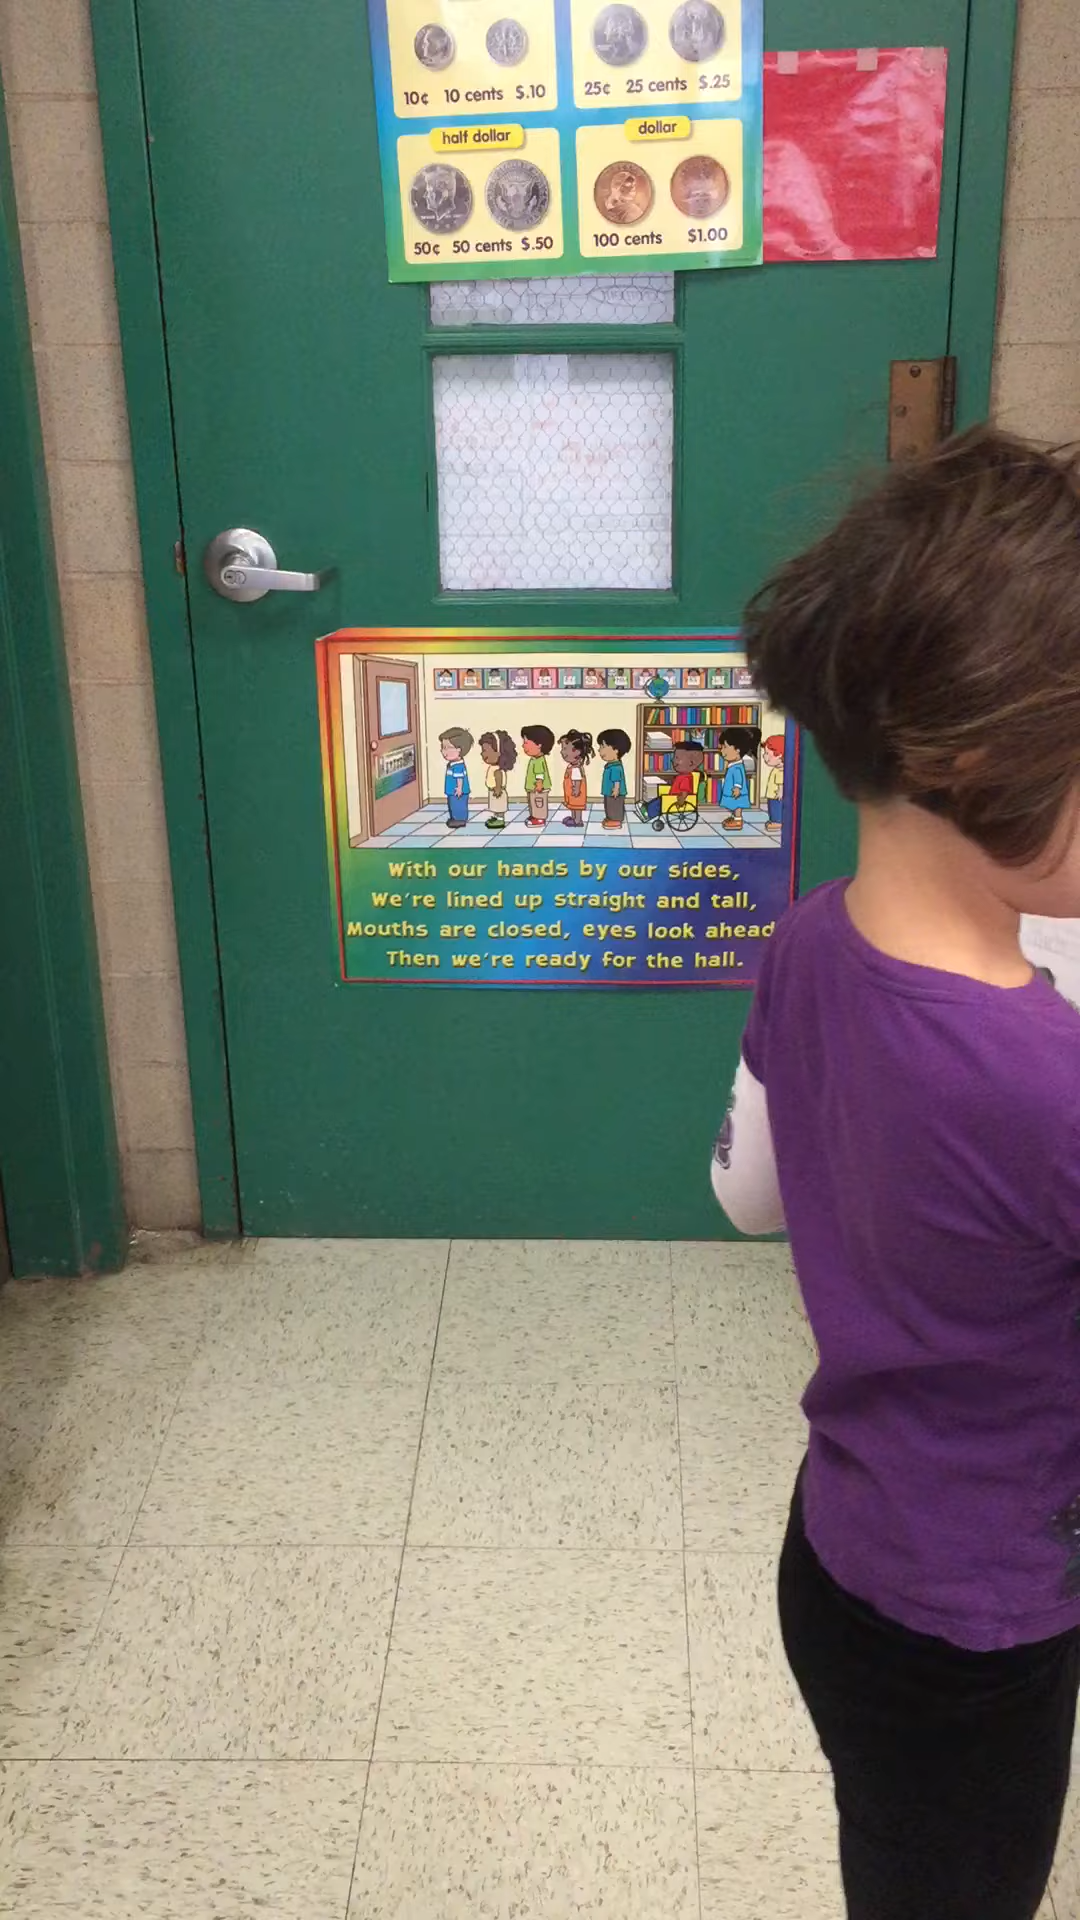 10¢ 10 cents $.10
25¢ 25 cents $.25
half dollar
50¢ 50 cents $.50
dollar
100 cents $1.00
With our hands by our sides,
We're lined up straight and tall,
Mouths are closed, eyes look ahead
Then we're ready for the hall.